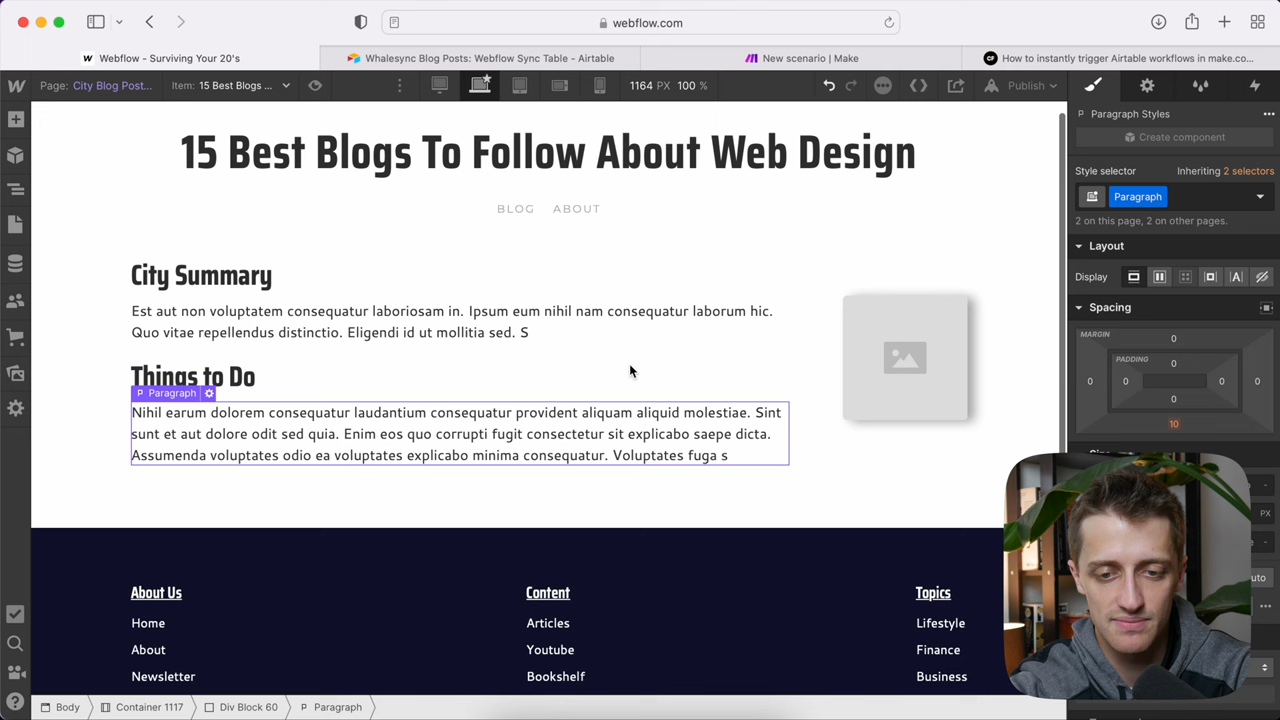 webflow.com
Webflow - Surviving Your 20's
Whalesync Blog Posts: Webflow Sync Table - Airtable
New scenario | Make
How to instantly trigger Airtable workflows in make.co...
Page: City Blog Post...
Item: 15 Best Blogs ...
1164 PX 100 %
Publish
Paragraph Styles
Create component
Style selector
Inheriting 2 selectors
Paragraph
2 on this page, 2 on other pages.
Layout
Display
Spacing
MARGIN
0
PADDING
0
0
0
0
0
0
10
PX
15 Best Blogs To Follow About Web Design
BLOG ABOUT
City Summary
Est aut non voluptatem consequatur laboriosam in. Ipsum eum nihil nam consequatur laborum hic.
Quo vitae repellendus distinctio. Eligendi id ut mollitia sed. S
Things to Do
Paragraph
Nihil earum dolorem consequatur laudantium consequatur provident aliquam aliquid molestiae. Sint
sunt et aut dolore odit sed quia. Enim eos quo corrupti fugit consectetur sit explicabo saepe dicta.
Assumenda voluptates odio ea voluptates explicabo minima consequatur. Voluptates fuga s
About Us
Home
About
Newsletter
Content
Articles
Youtube
Bookshelf
Topics
Lifestyle
Finance
Business
Body
Container 1117
Div Block 60
Paragraph